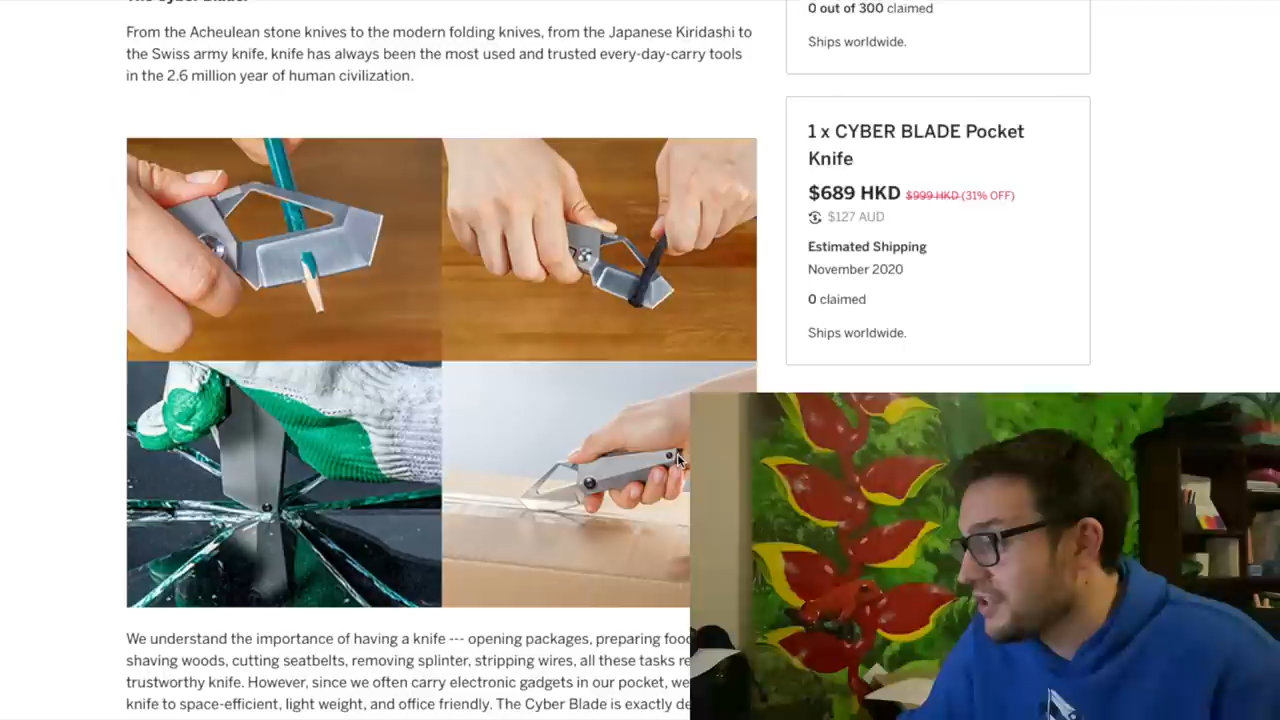 From the Acheulean stone knives to the modern folding knives, from the Japanese Kiridashi to
the Swiss army knife, knife has always been the most used and trusted every-day-carry tools
in the 2.6 million year of human civilization.
We understand the importance of having a knife --- opening packages, preparing food
shaving woods, cutting seatbelts, removing splinter, stripping wires, all these tasks
trustworthy knife. However, since we often carry electronic gadgets in our pocket, we
knife to space-efficient, light weight, and office friendly. The Cyber Blade is exactly
0 out of 300 claimed
Ships worldwide.
1 x CYBER BLADE Pocket
Knife
$689 HKD $999 HKD (31% OFF)
$127 AUD
Estimated Shipping
November 2020
0 claimed
Ships worldwide.